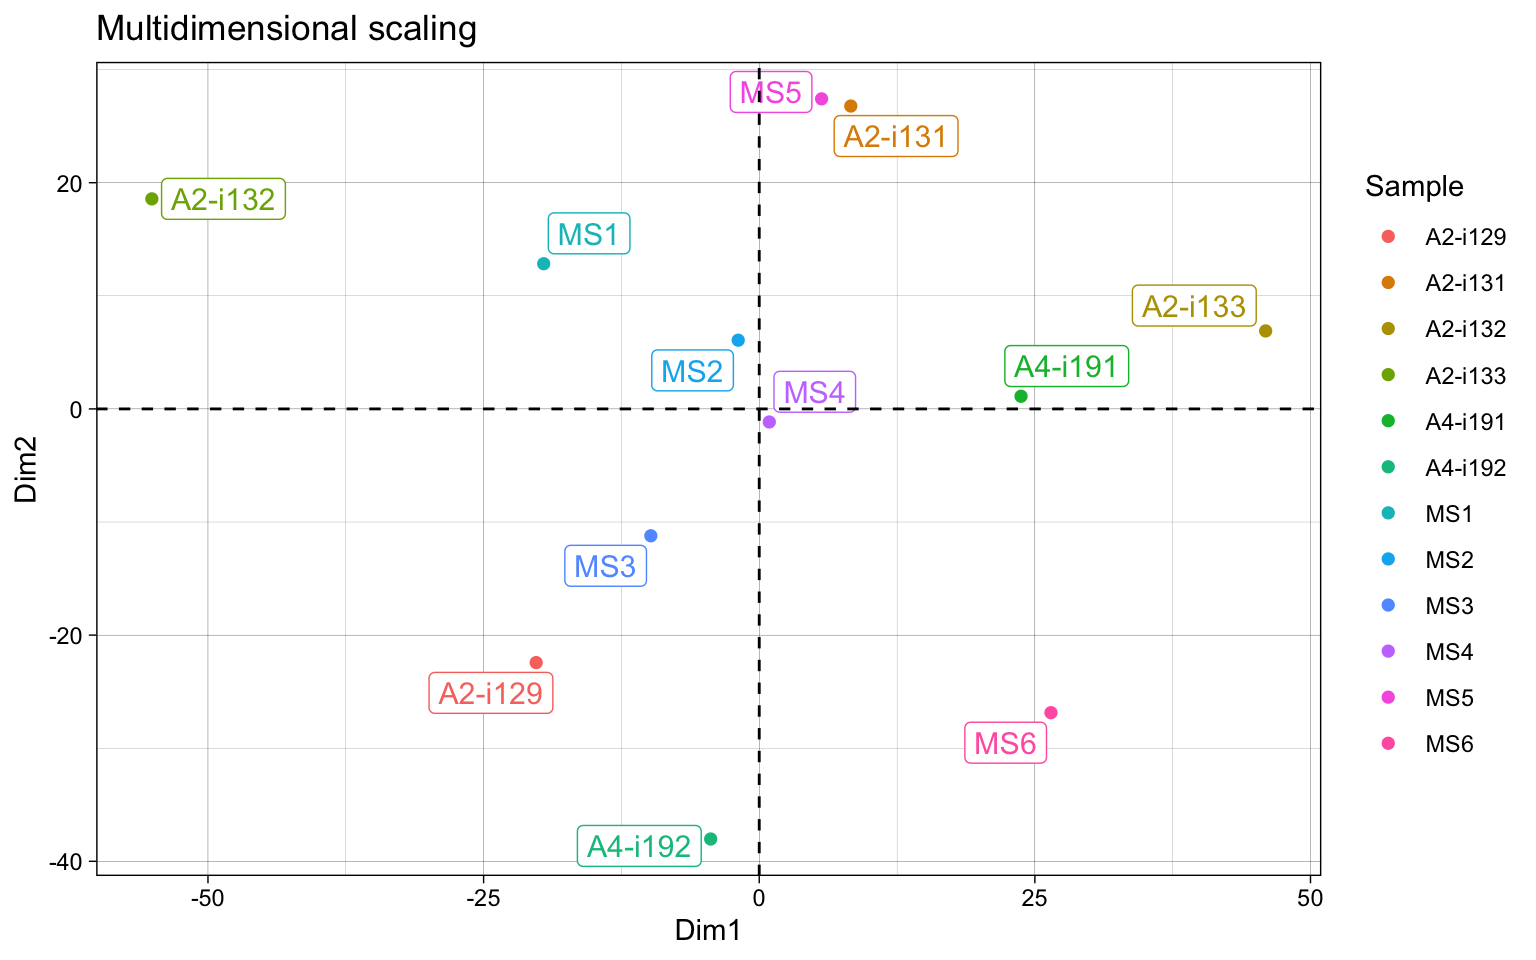 Multidimensional scaling
MS5
A2-i131
A2-i132
MS1
A2-i133
A4-i191
MS2
MS4
MS3
A2-i129
MS6
A4-i192
20
0
-20
-40
-50
-25
0
25
50
Dim1
Dim2
Sample
A2-i129
A2-i131
A2-i132
A2-i133
A4-i191
A4-i192
MS1
MS2
MS3
MS4
MS5
MS6